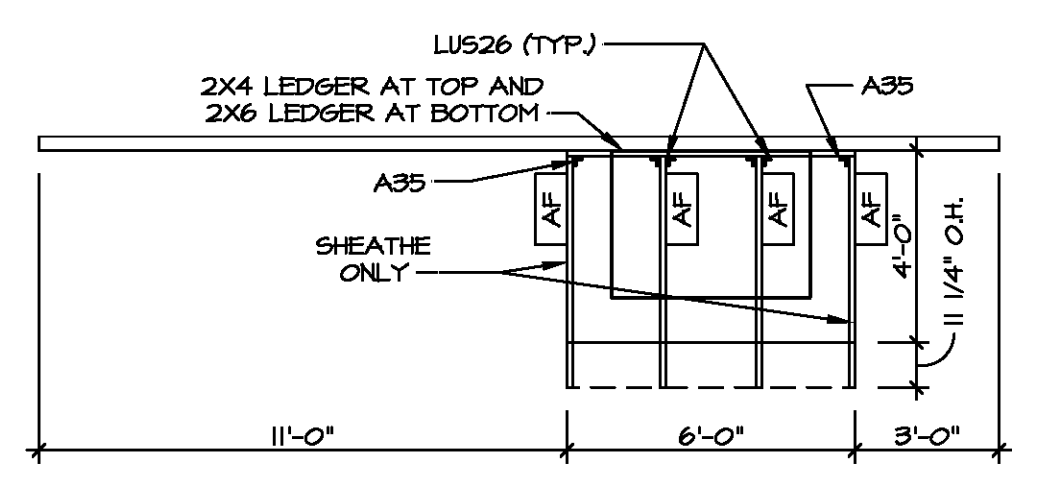 LUS26 (TYP.)
2X4 LEDGER AT TOP AND
2X6 LEDGER AT BOTTOM
A35
A35
AF
AF
AF
AF
SHEATHE
ONLY
4'-0"
11 1/4" O.H.
11'-0"
6'-0"
3'-0"